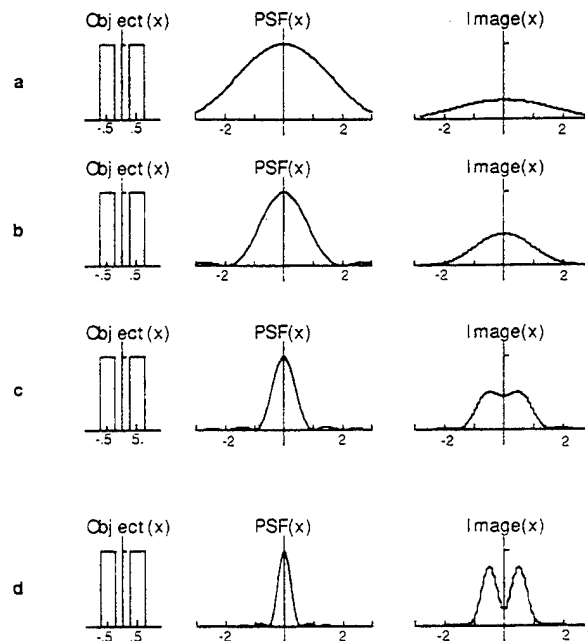 Object(x) PSF(x) Image(x)
a
-.5 .5 -2 2 -2 2
Object(x) PSF(x) Image(x)
b
-.5 .5 -2 2 -2 2
Object(x) PSF(x) Image(x)
c
-.5 5. -2 2 -2 2
Object(x) PSF(x) Image(x)
d
-.5 .5 -2 2 -2 2